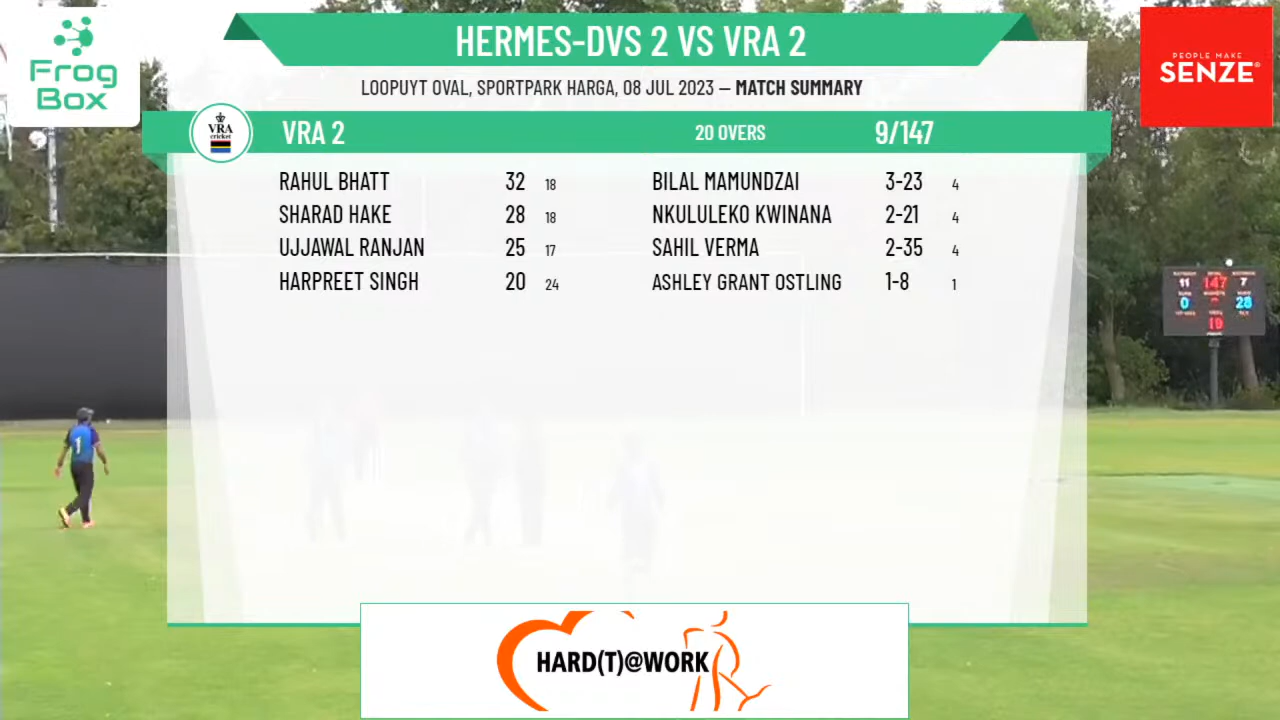 HERMES-DVS 2 VS VRA 2
LOOPUYT OVAL, SPORTPARK HARGA, 08 JUL 2023 – MATCH SUMMARY
Frog
Box
PEOPLE MAKE
SENZE®
VRA
cricket
VRA 2 20 OVERS 9/147
RAHUL BHATT 32 18 BILAL MAMUNDZAI 3-23 4
SHARAD HAKE 28 18 NKULULEKO KWINANA 2-21 4
UJJAWAL RANJAN 25 17 SAHIL VERMA 2-35 4
HARPREET SINGH 20 24 ASHLEY GRANT OSTLING 1-8 1
11 147 7
0 28
19
1
HARD(T)@WORK